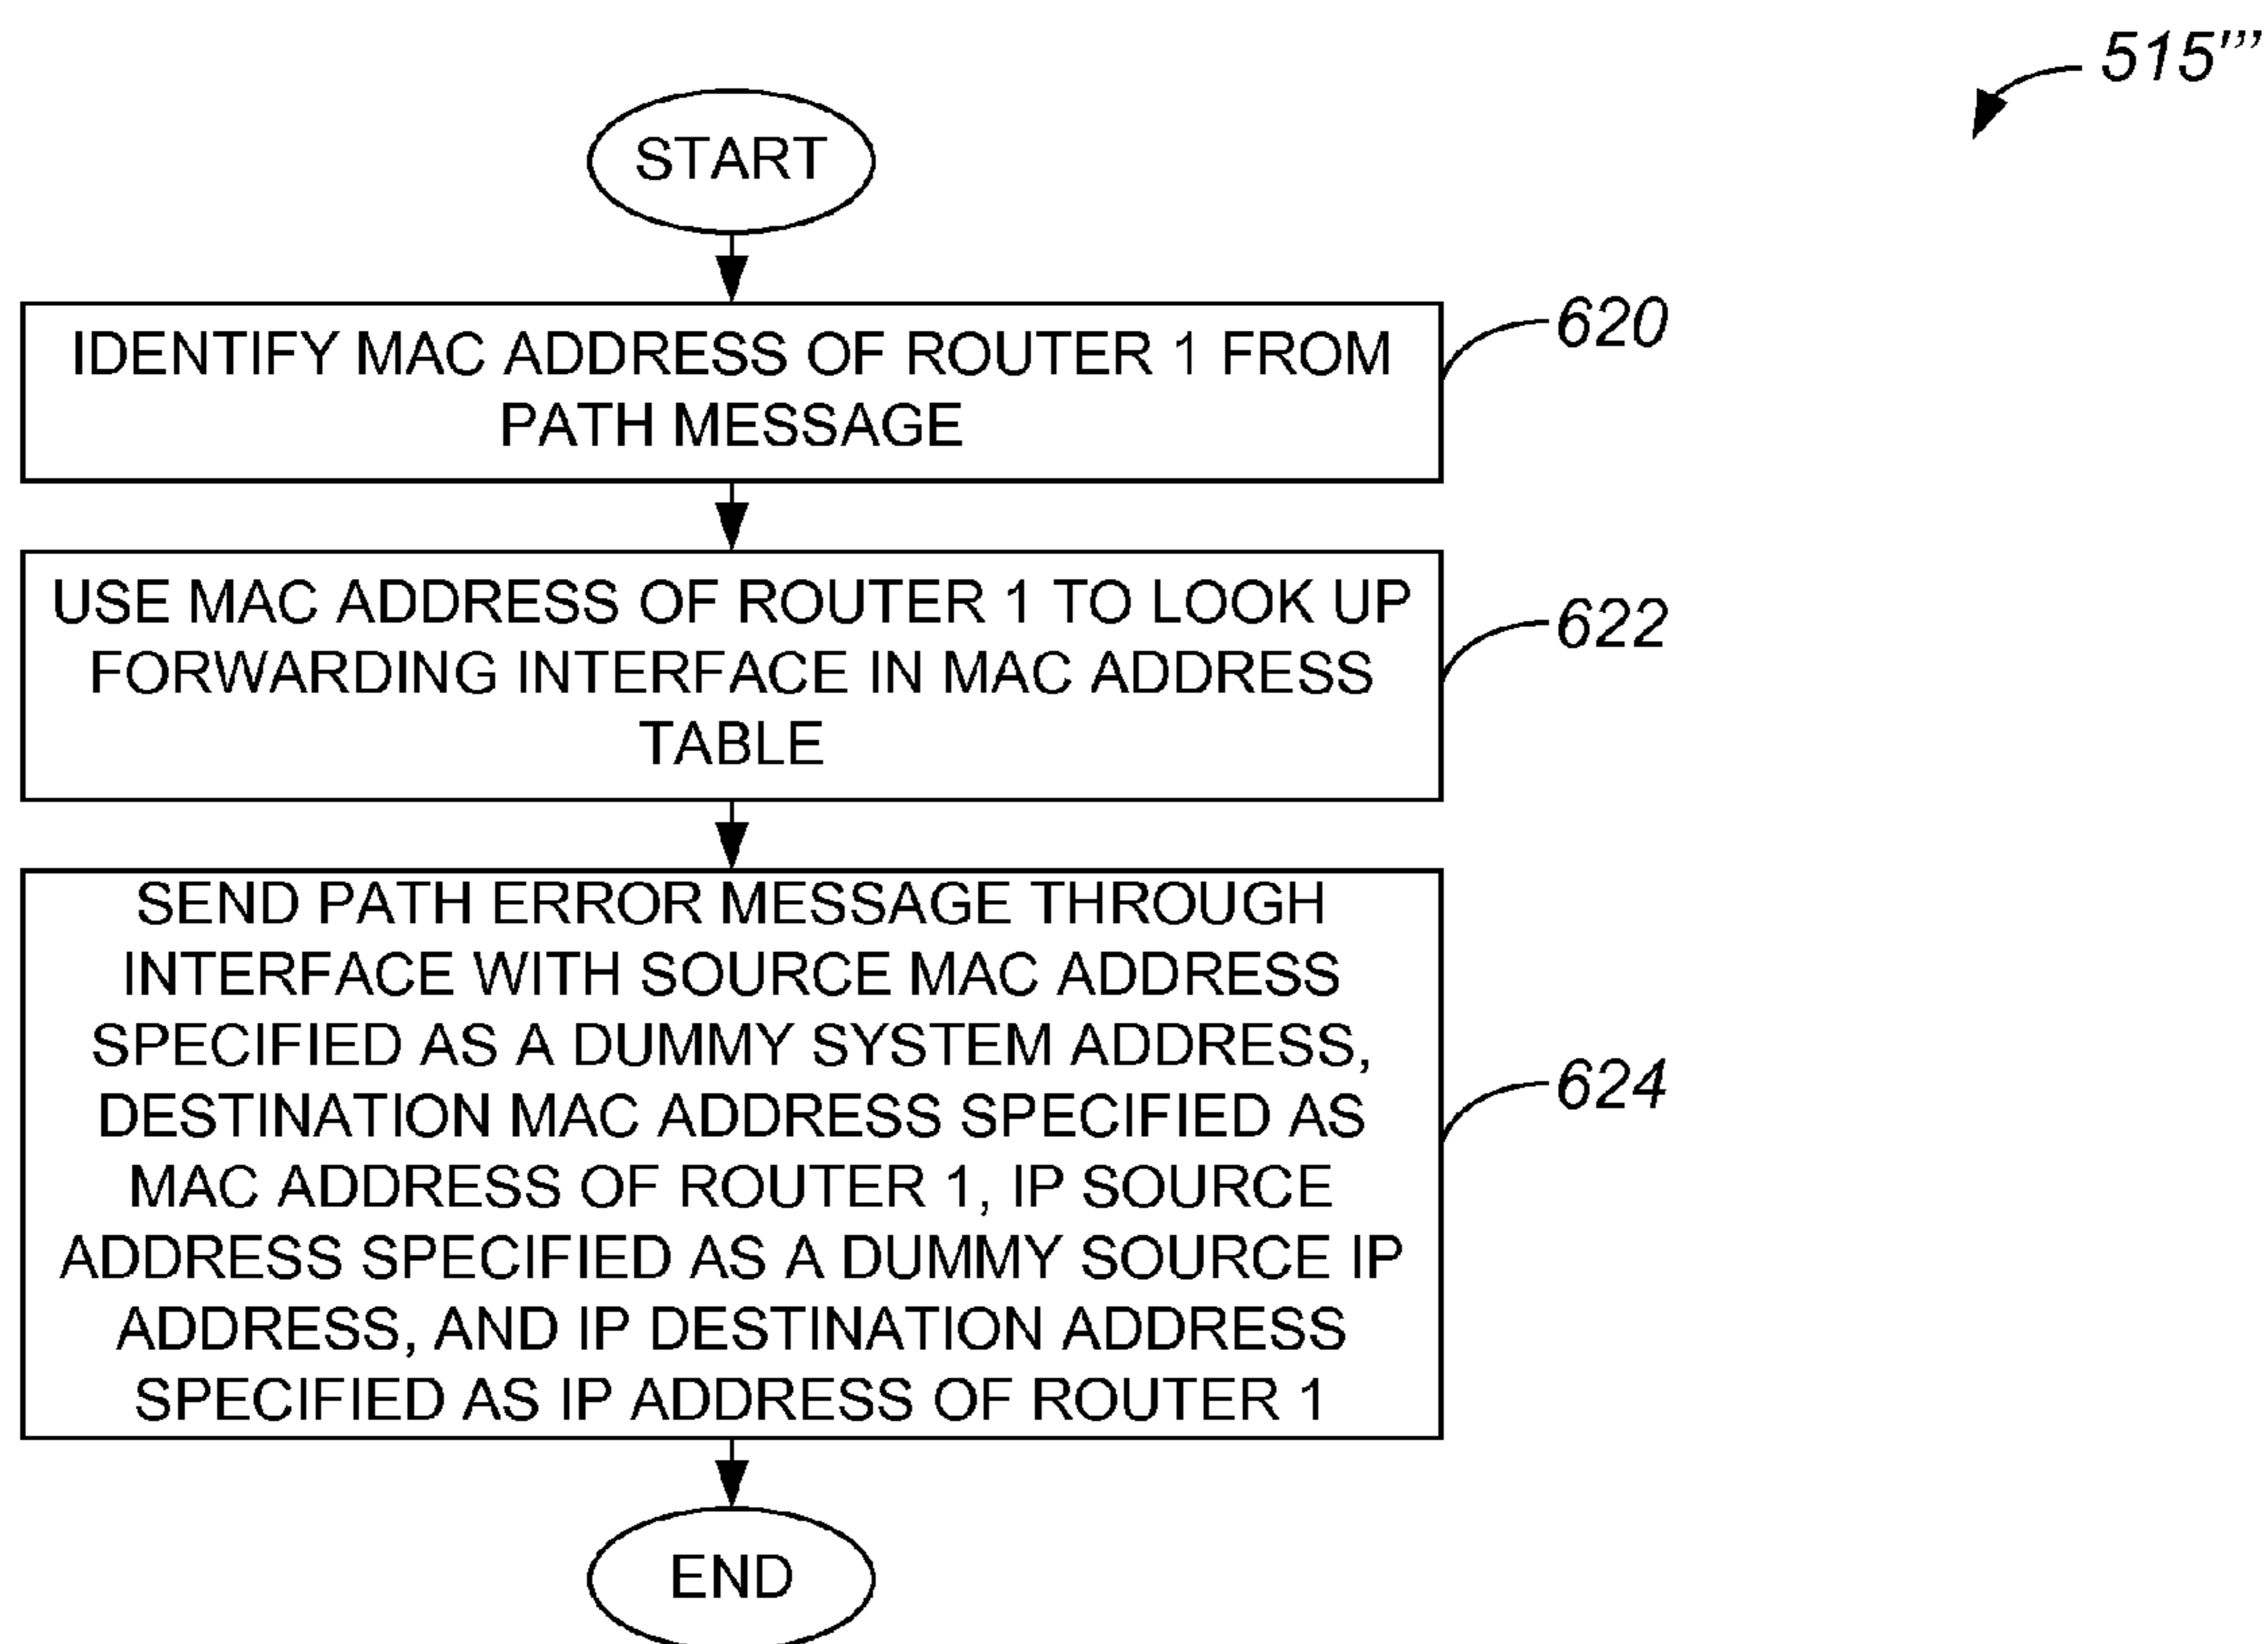 515'''
START
IDENTIFY MAC ADDRESS OF ROUTER 1 FROM
PATH MESSAGE
620
USE MAC ADDRESS OF ROUTER 1 TO LOOK UP
FORWARDING INTERFACE IN MAC ADDRESS
TABLE
622
SEND PATH ERROR MESSAGE THROUGH
INTERFACE WITH SOURCE MAC ADDRESS
SPECIFIED AS A DUMMY SYSTEM ADDRESS,
DESTINATION MAC ADDRESS SPECIFIED AS
MAC ADDRESS OF ROUTER 1, IP SOURCE
ADDRESS SPECIFIED AS A DUMMY SOURCE IP
ADDRESS, AND IP DESTINATION ADDRESS
SPECIFIED AS IP ADDRESS OF ROUTER 1
624
END